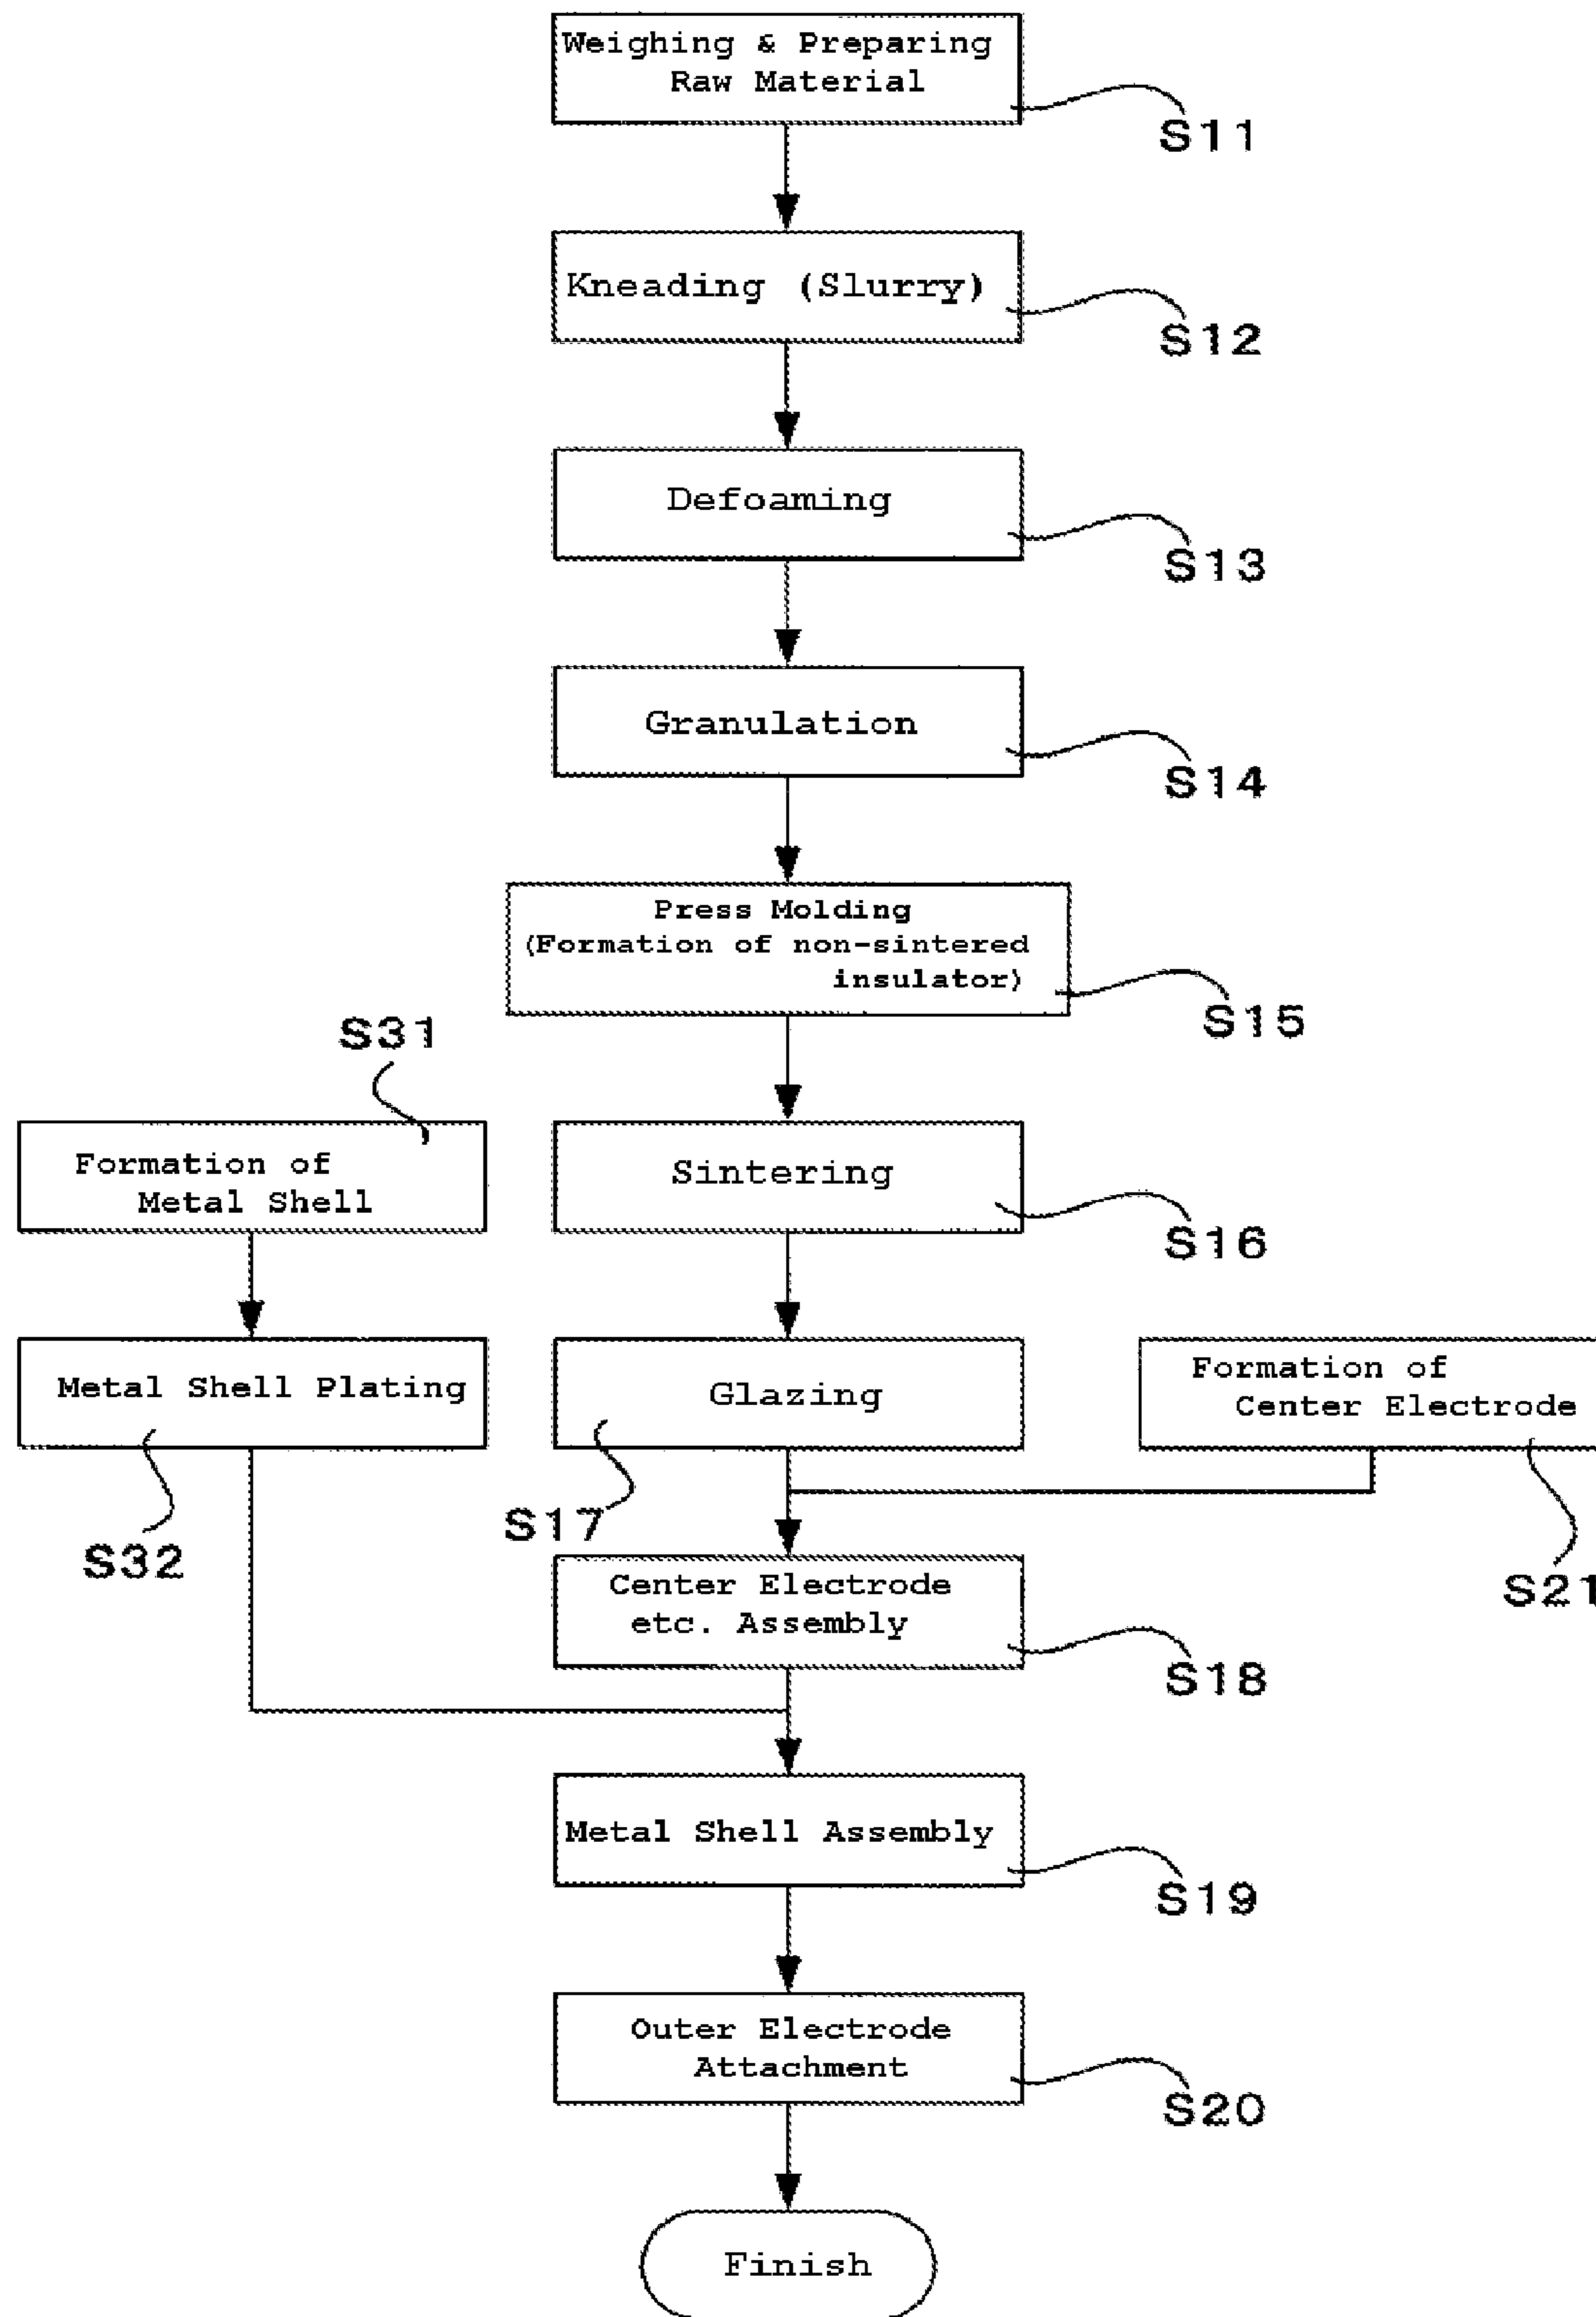 Weighing & Preparing
Raw Material
S11
Kneading (Slurry)
S12
Defoaming
S13
Granulation
S14
Press Molding
(Formation of non-sintered
insulator)
S15
S31
Formation of
Metal Shell
Sintering
S16
Metal Shell Plating
S32
Glazing
S17
Formation of
Center Electrode
S21
Center Electrode
etc. Assembly
S18
Metal Shell Assembly
S19
Outer Electrode
Attachment
S20
Finish